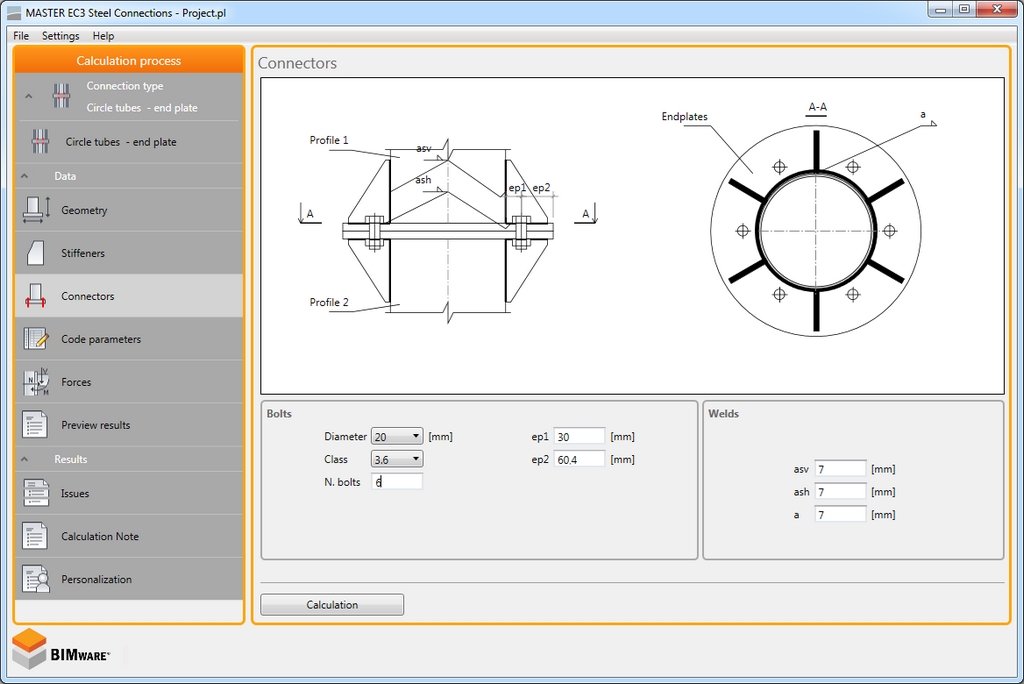 MASTER EC3 Steel Connections - Project.pl
File Settings Help
Calculation process
Connection type
Circle tubes - end plate
Circle tubes - end plate
Data
Geometry
Stiffeners
Connectors
Code parameters
Forces
Preview results
Results
Issues
Calculation Note
Personalization
BIMWARE
Connectors
Profile 1
asv
ash
ep1 ep2
A
A
Profile 2
A-A
Endplates
a
Bolts
Diameter 20 [mm]
Class 3.6
N. bolts 6
ep1 30 [mm]
ep2 60.4 [mm]
Welds
asv 7 [mm]
ash 7 [mm]
a 7 [mm]
Calculation